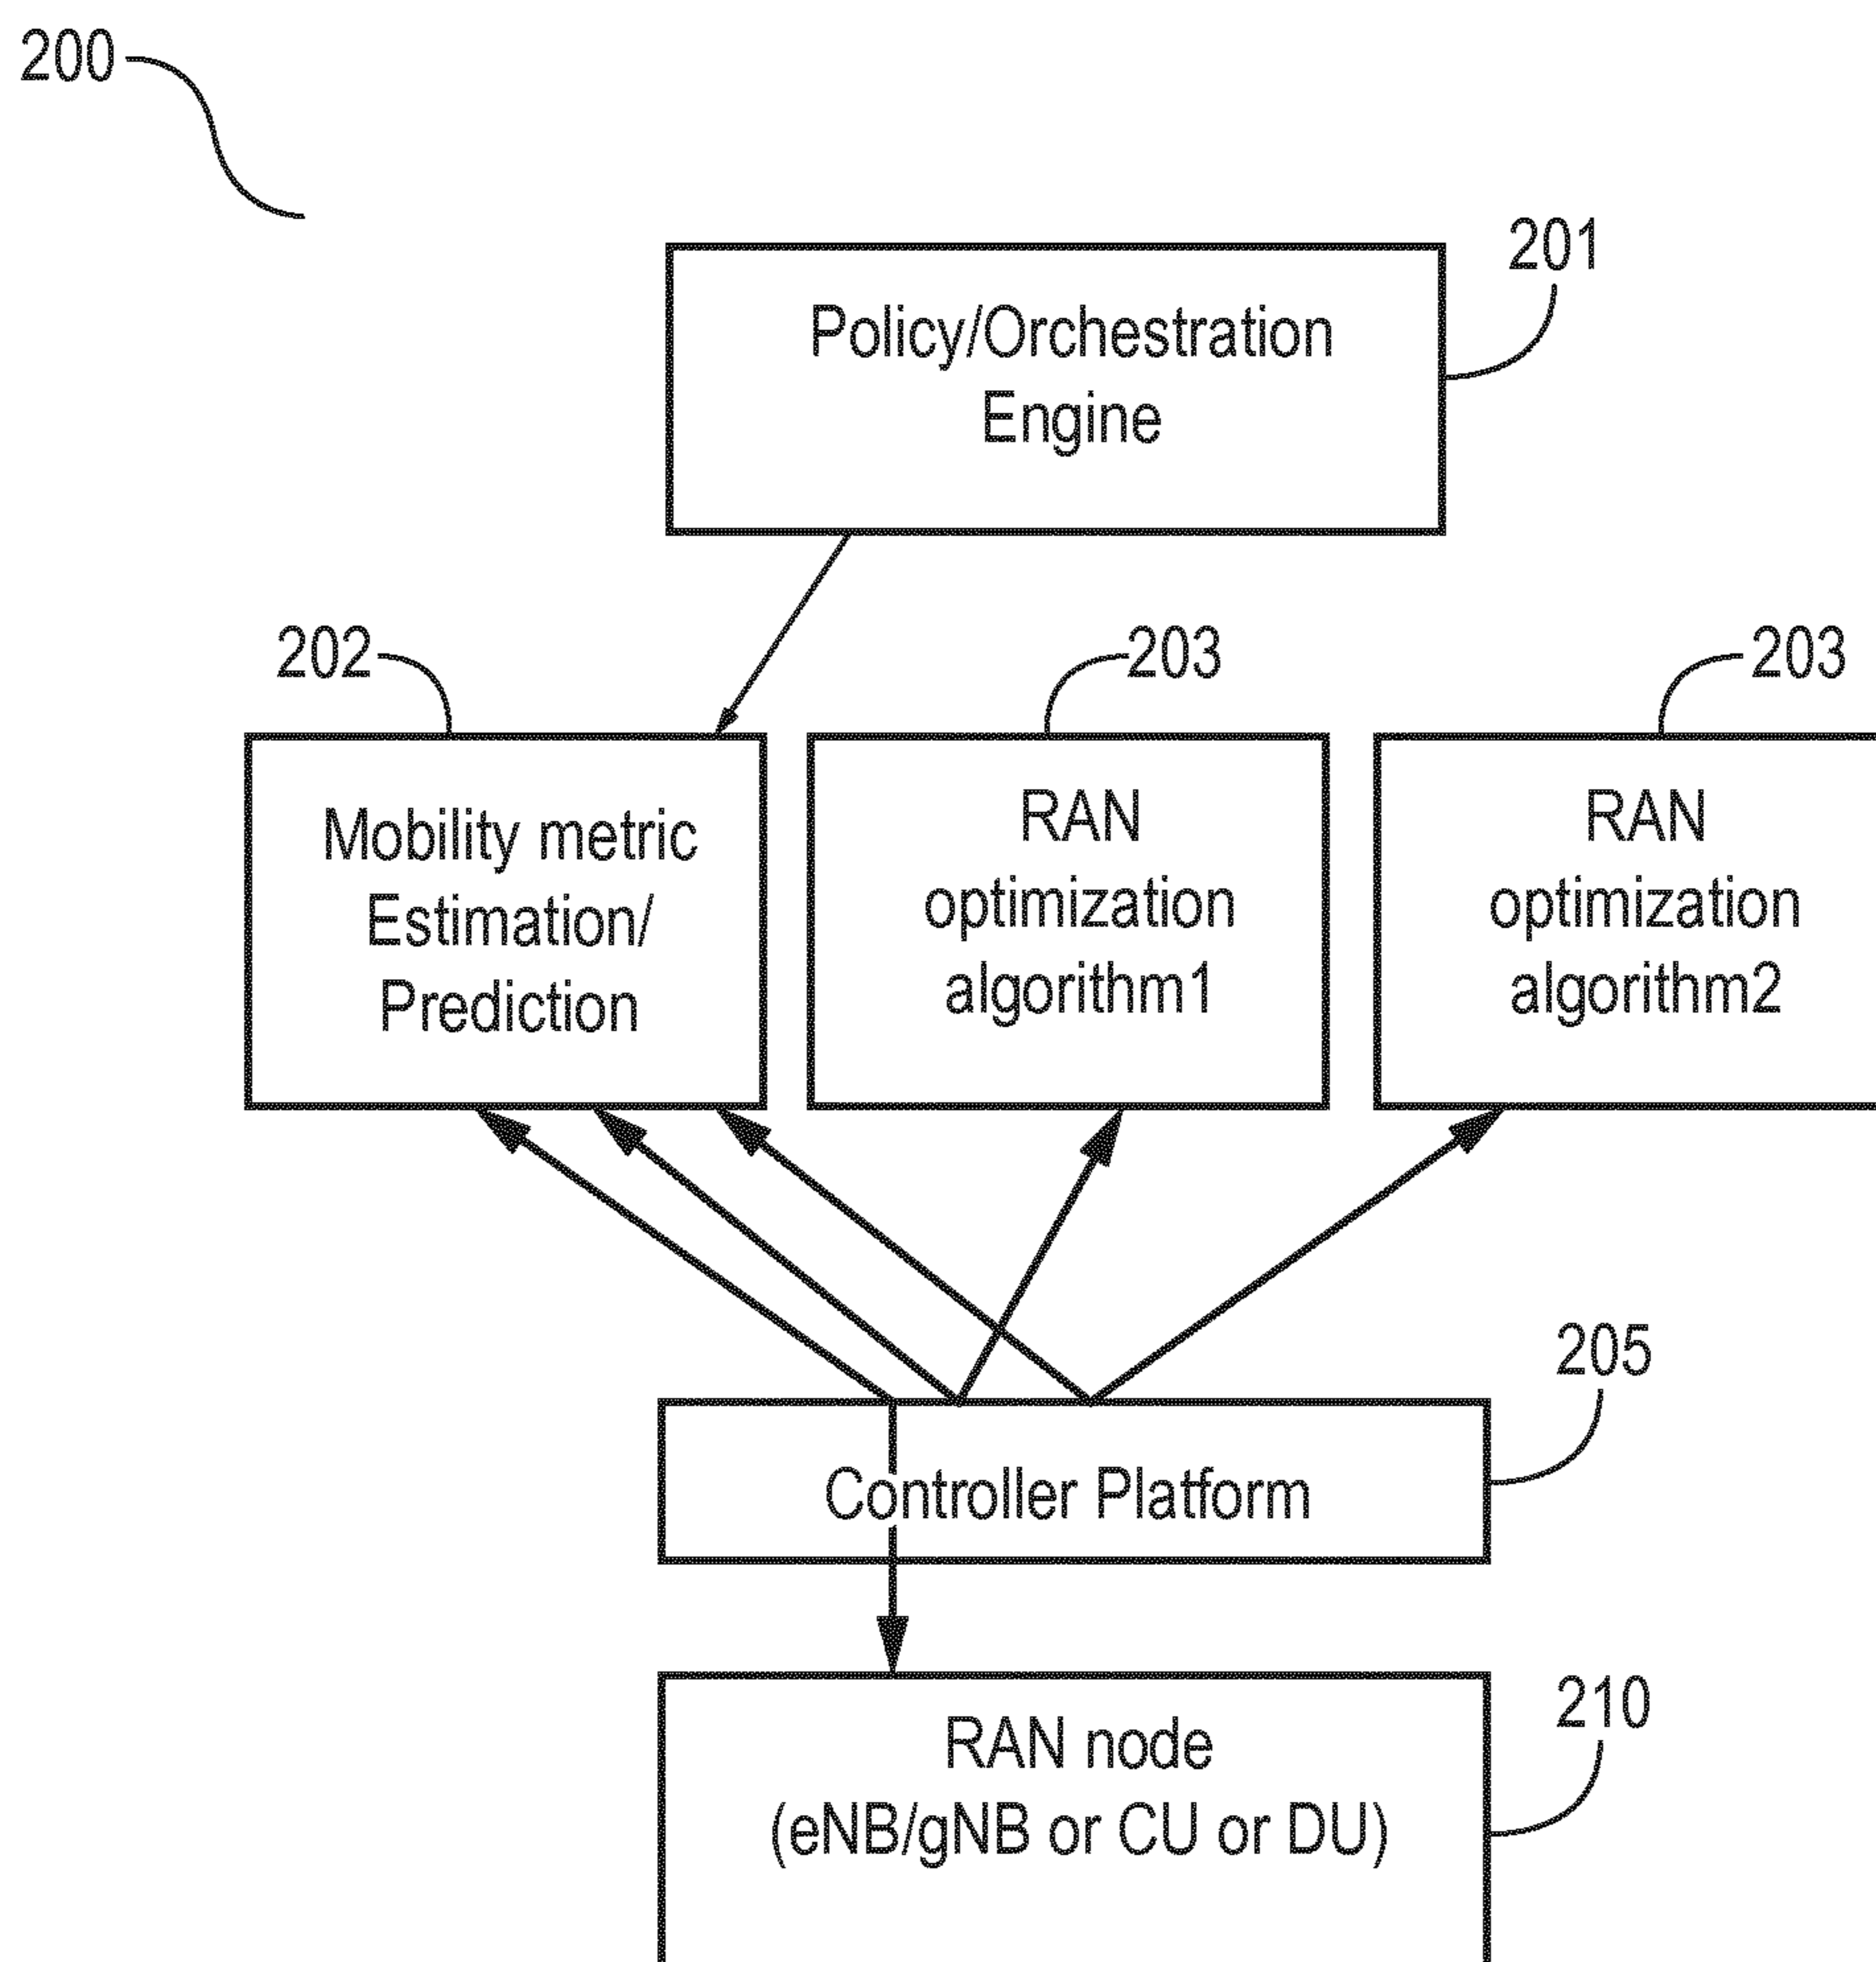 200
201
Policy/Orchestration
Engine
202
203
203
Mobility metric
Estimation/
Prediction
RAN
optimization
algorithm1
RAN
optimization
algorithm2
205
Controller Platform
210
RAN node
(eNB/gNB or CU or DU)